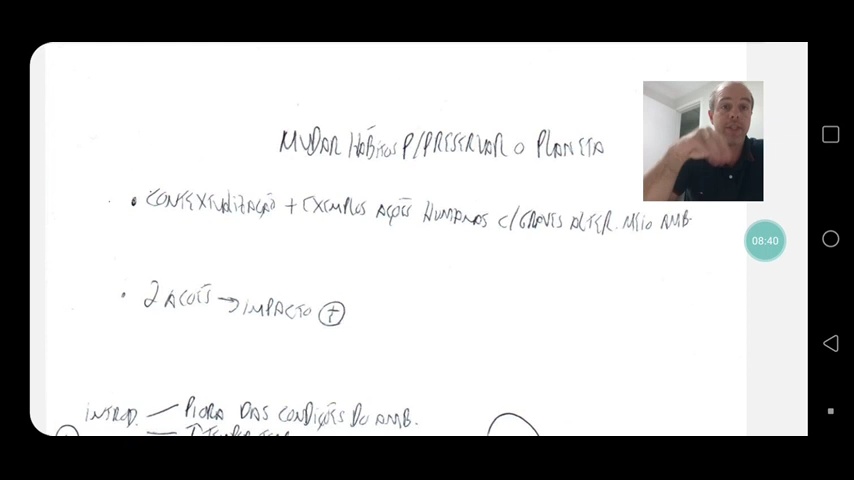 MUDAR HÁBITOS P/PRESERVAR O PLANETA
• CONTEXTUALIZAÇÃO + EXEMPLOS AÇÕES HUMANAS C/GRAVES ALTER. MEIO AMB.
08:40
• 2 AÇÕES → IMPACTO +
INTROD. — PIORA DAS CONDIÇÕES DO AMB.